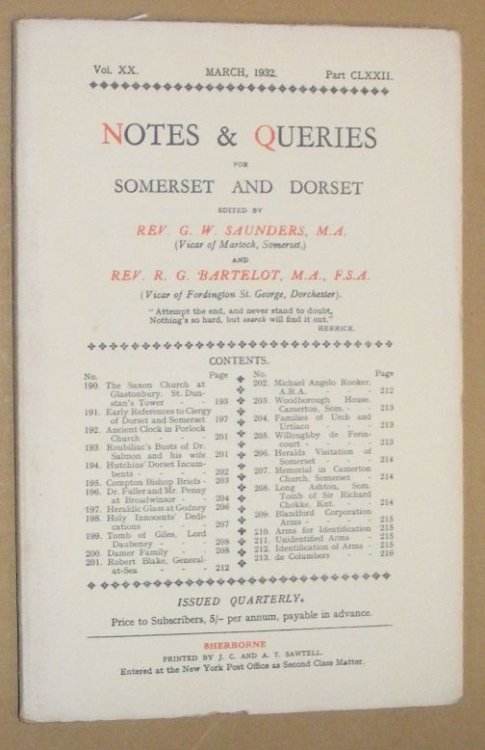 Vol. XX. MARCH, 1932. Part CLXXII.
NOTES & QUERIES
FOR
SOMERSET AND DORSET
EDITED BY
REV. G. W. SAUNDERS, M.A.
(Vicar of Martock, Somerset,)
AND
REV. R. G. BARTELOT, M.A., F.S.A.
(Vicar of Fordington St. George, Dorchester).
"Attempt the end, and never stand to doubt,
Nothing's so hard, but search will find it out."
HERRICK.
CONTENTS.
No. Page
190. The Saxon Church at
Glastonbury. St. Dun-
stan's Tower - - 193
191. Early References to Clergy
of Dorset and Somerset 197
192. Ancient Clock in Porlock
Church - - - 201
193. Roubiliac's Busts of Dr.
Salmon and his wife 201
194. Hutchins' Dorset Incum-
bents - - - - 202
195. Compton Bishop Briefs - 203
196. Dr. Fuller and Mr. Penny
at Broadwinsor - - 204
197. Heraldic Glass at Godney 206
198. Holy Innocents' Dedi-
cations - - - 207
199. Tomb of Giles, Lord
Daubeney - - - 208
200. Damer Family - - 208
201. Robert Blake, General-
at-Sea - - - 212
No. Page
202. Michael Angelo Rooker,
A.R.A. - - - 212
203. Woodborough House,
Camerton, Som. - - 213
204. Families of Urch and
Urtiaco - - - 213
205. Willoughby de Ferin-
court - - - - 213
206. Heralds Visitation of
Somerset - - - 214
207. Memorial in Camerton
Church, Somerset - 214
208. Long Ashton, Som.
Tomb of Sir Richard
Chokke, Knt. - - 214
209. Blandford Corporation
Arms - - - - 215
210. Arms for Identification 215
211. Unidentified Arms - 215
212. Identification of Arms - 215
213. de Columbers - - 216
ISSUED QUARTERLY.
Price to Subscribers, 5/- per annum, payable in advance.
SHERBORNE
PRINTED BY J. C. AND A. T. SAWTELL.
Entered at the New York Post Office as Second Class Matter.